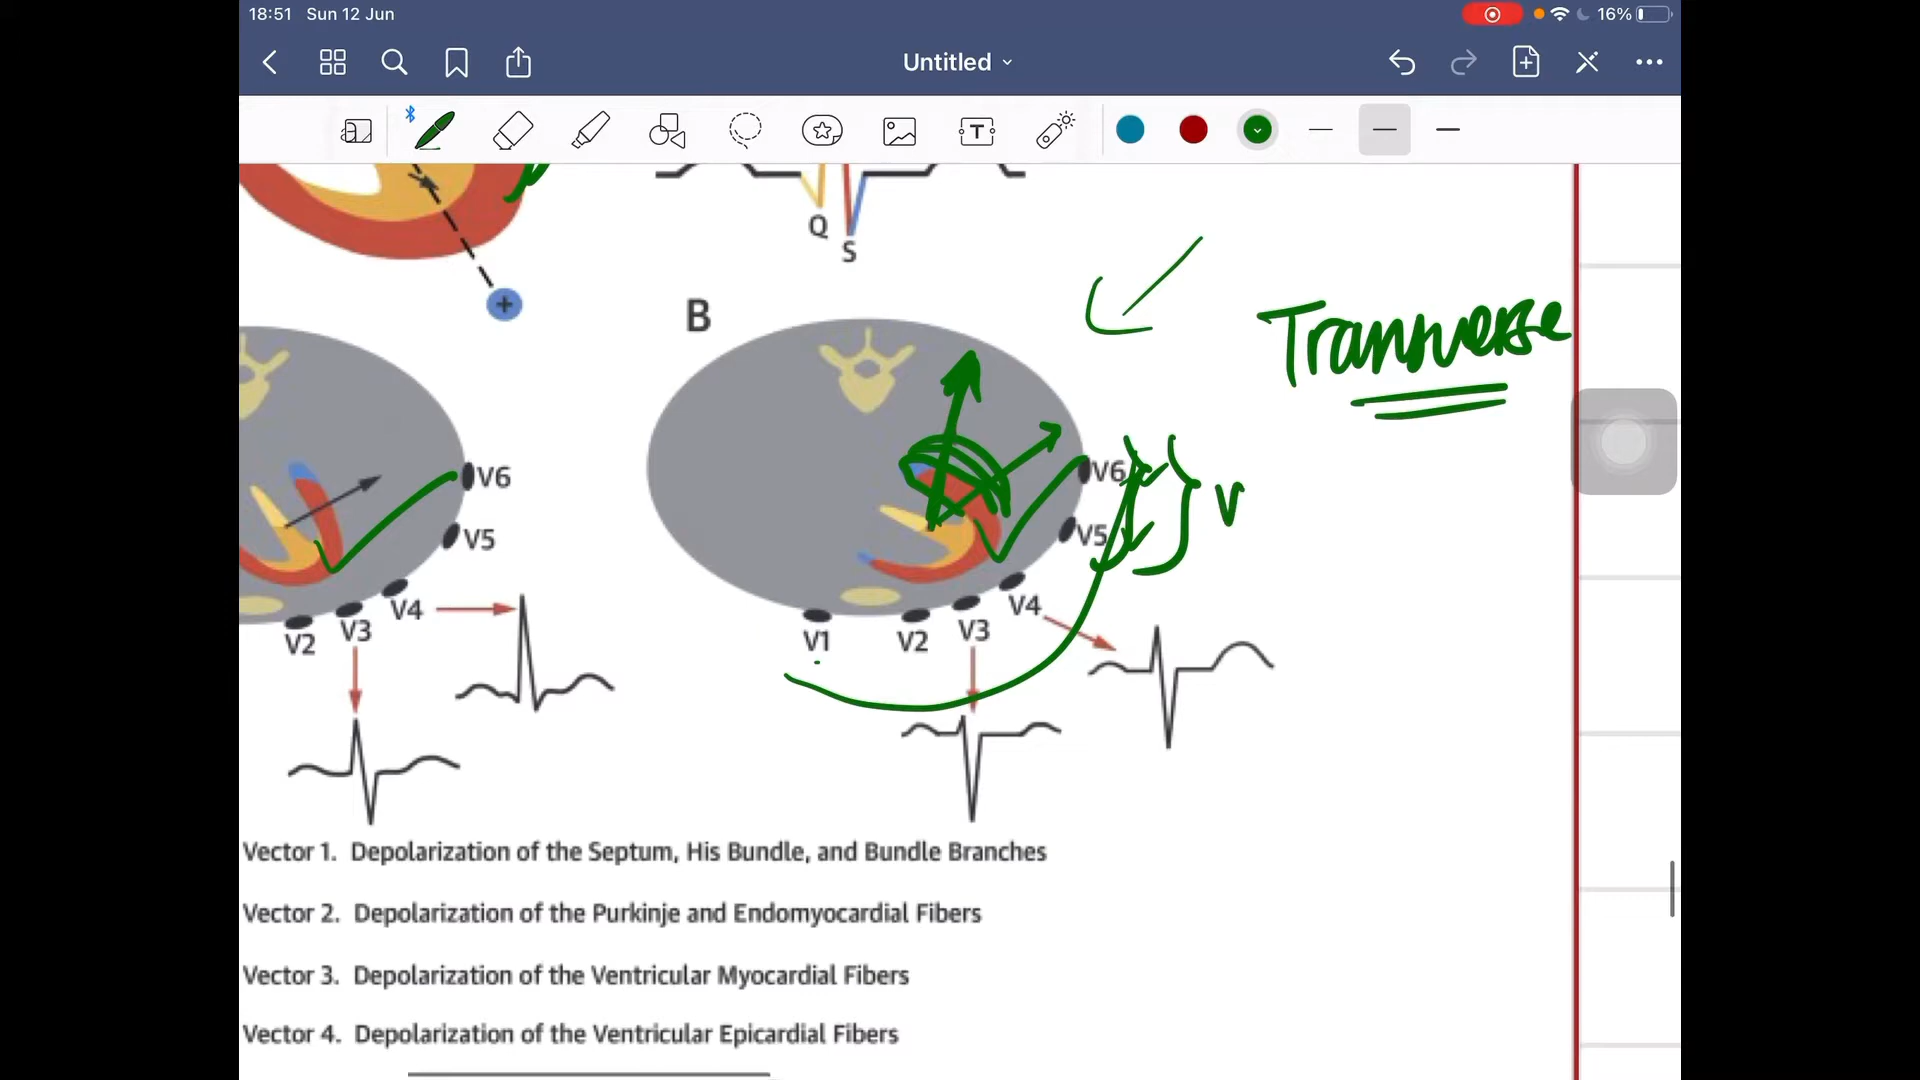 18:51 Sun 12 Jun
16%
Untitled
T
Q
S
B
Tranverse
V6
V5
V4
V3
V2
V6
V
V5
V4
V3
V2
V1
Vector 1. Depolarization of the Septum, His Bundle, and Bundle Branches
Vector 2. Depolarization of the Purkinje and Endomyocardial Fibers
Vector 3. Depolarization of the Ventricular Myocardial Fibers
Vector 4. Depolarization of the Ventricular Epicardial Fibers